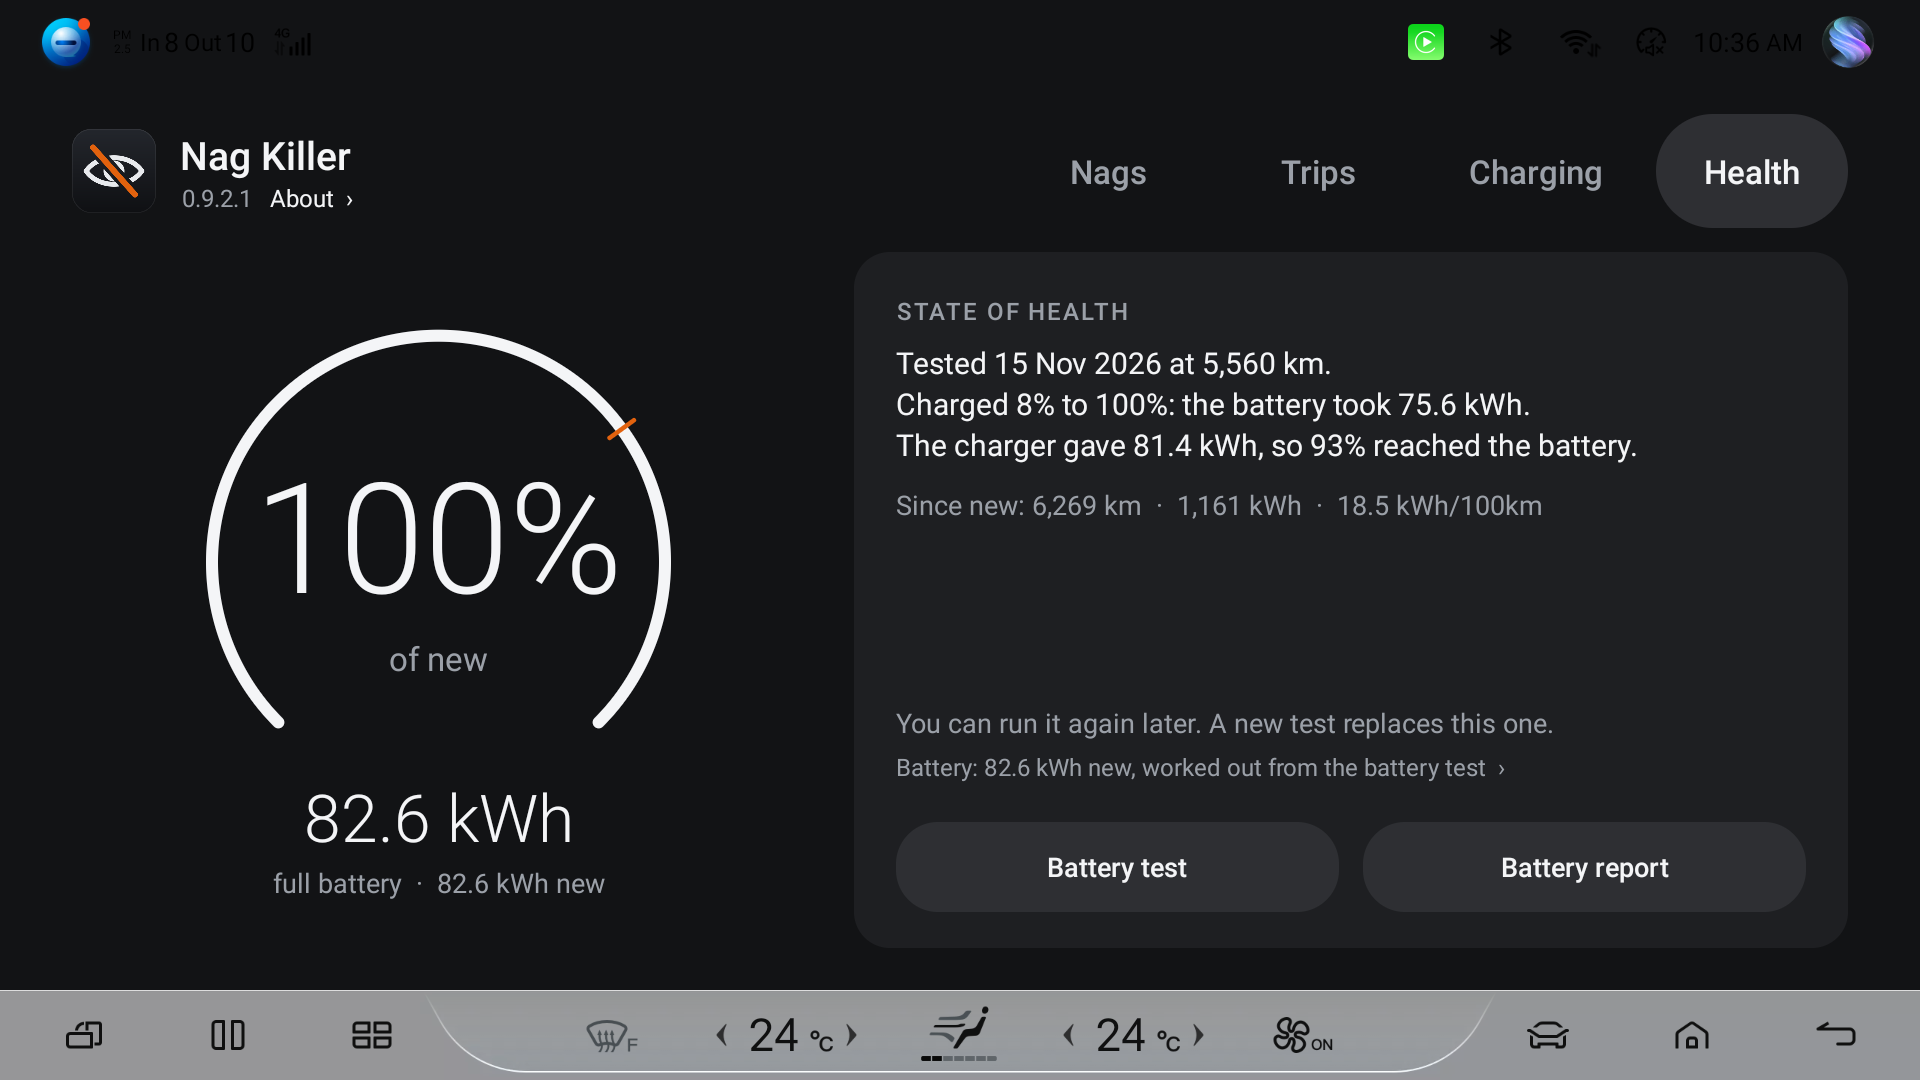 PM 2.5 In 8 Out 10 4G
10:36 AM
Nag Killer
0.9.2.1 About ›
Nags Trips Charging Health
100%
of new
82.6 kWh
full battery · 82.6 kWh new
STATE OF HEALTH
Tested 15 Nov 2026 at 5,560 km.
Charged 8% to 100%: the battery took 75.6 kWh.
The charger gave 81.4 kWh, so 93% reached the battery.
Since new: 6,269 km · 1,161 kWh · 18.5 kWh/100km
You can run it again later. A new test replaces this one.
Battery: 82.6 kWh new, worked out from the battery test ›
Battery test Battery report
F 24 °C 24 °C ON